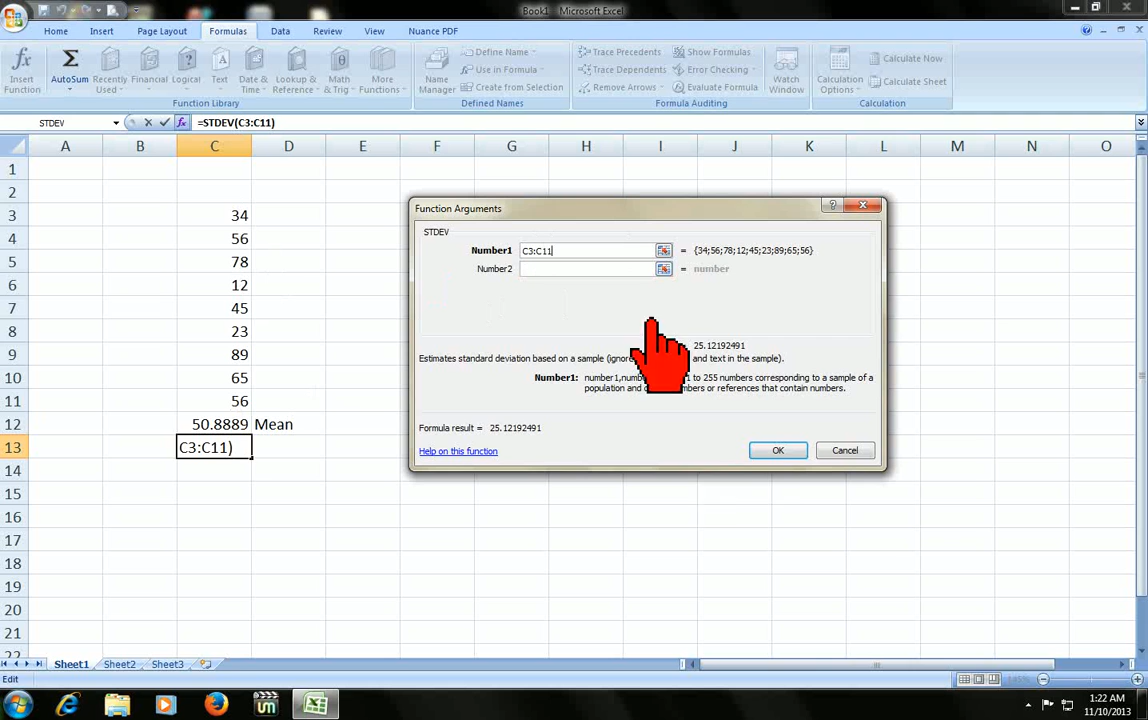 Book1 - Microsoft Excel
Home Insert Page Layout Formulas Data Review View Nuance PDF
Insert Function
AutoSum
Recently Used
Financial
Logical
Text
Date & Time
Lookup & Reference
Math & Trig
More Functions
Function Library
Name Manager
Define Name
Use in Formula
Create from Selection
Defined Names
Trace Precedents
Trace Dependents
Remove Arrows
Show Formulas
Error Checking
Evaluate Formula
Formula Auditing
Watch Window
Calculation Options
Calculate Now
Calculate Sheet
Calculation
STDEV fx =STDEV(C3:C11)
A B C D E F G H I J K L M N O
1
2
3 34
4 56
5 78
6 12
7 45
8 23
9 89
10 65
11 56
12 50.8889 Mean
13 C3:C11)
14
15
16
17
18
19
20
21
22
Function Arguments
STDEV
Number1 C3:C11 = {34;56;78;12;45;23;89;65;56}
Number2 = number
25.12192491
Estimates standard deviation based on a sample (ignore and text in the sample).
Number1: number1,num 1 to 255 numbers corresponding to a sample of a
population and or references that contain numbers.
Formula result = 25.12192491
Help on this function
OK Cancel
Sheet1 Sheet2 Sheet3
Edit
145%
1:22 AM
11/10/2013